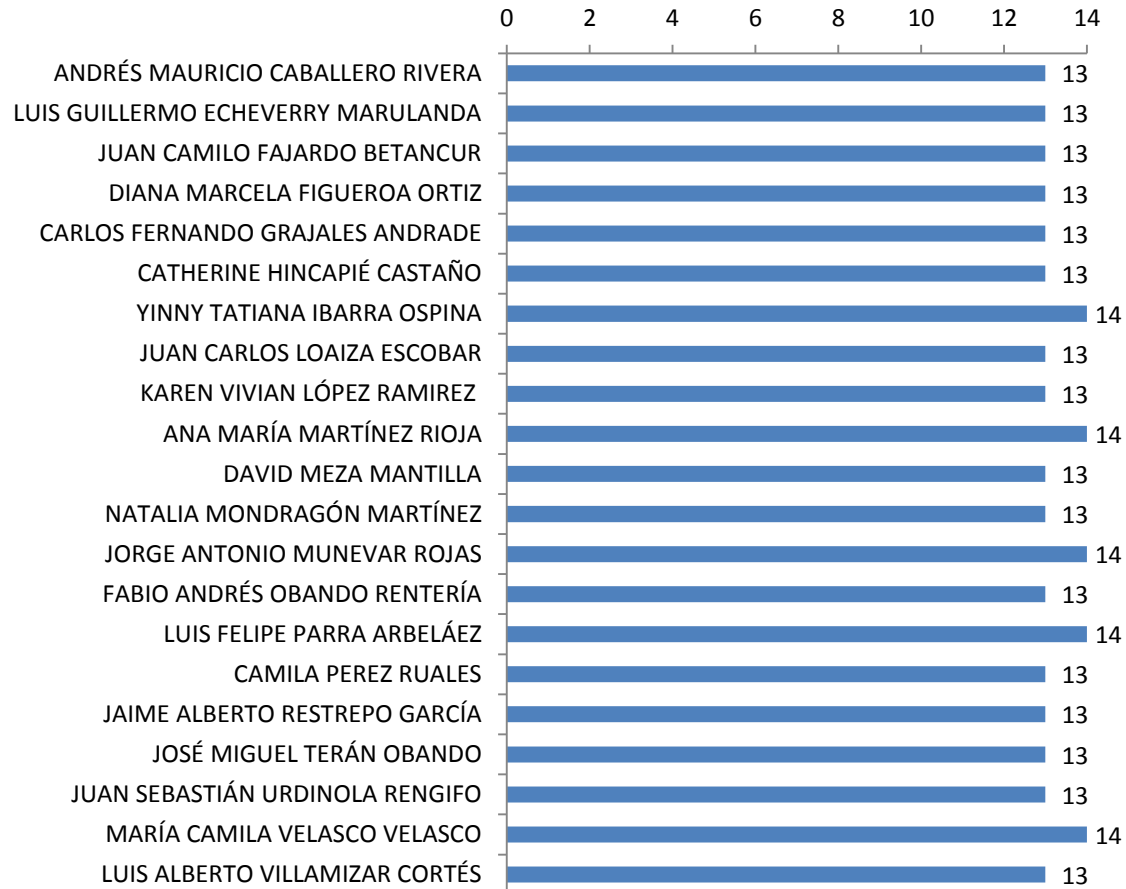 0 2 4 6 8 10 12 14
ANDRÉS MAURICIO CABALLERO RIVERA 13
LUIS GUILLERMO ECHEVERRY MARULANDA 13
JUAN CAMILO FAJARDO BETANCUR 13
DIANA MARCELA FIGUEROA ORTIZ 13
CARLOS FERNANDO GRAJALES ANDRADE 13
CATHERINE HINCAPIÉ CASTAÑO 13
YINNY TATIANA IBARRA OSPINA 14
JUAN CARLOS LOAIZA ESCOBAR 13
KAREN VIVIAN LÓPEZ RAMIREZ 13
ANA MARÍA MARTÍNEZ RIOJA 14
DAVID MEZA MANTILLA 13
NATALIA MONDRAGÓN MARTÍNEZ 13
JORGE ANTONIO MUNEVAR ROJAS 14
FABIO ANDRÉS OBANDO RENTERÍA 13
LUIS FELIPE PARRA ARBELÁEZ 14
CAMILA PEREZ RUALES 13
JAIME ALBERTO RESTREPO GARCÍA 13
JOSÉ MIGUEL TERÁN OBANDO 13
JUAN SEBASTIÁN URDINOLA RENGIFO 13
MARÍA CAMILA VELASCO VELASCO 14
LUIS ALBERTO VILLAMIZAR CORTÉS 13